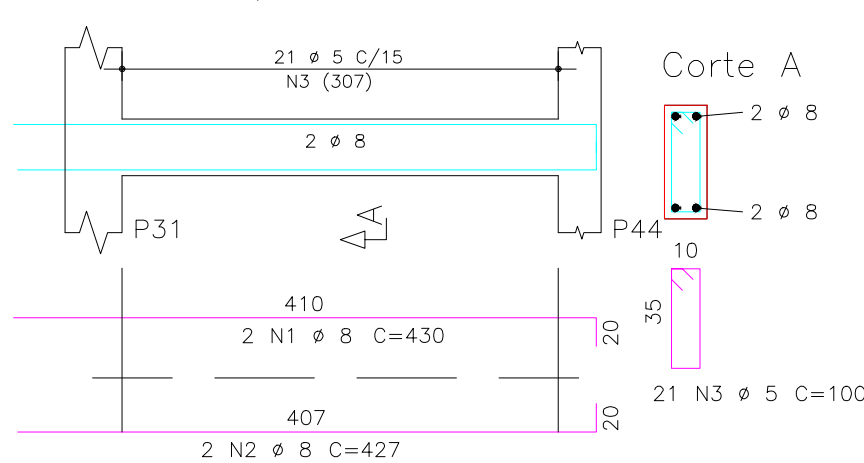 21 ø 5 C/15
N3 (307)
Corte A
2 ø 8
2 ø 8
2 ø 8
P31
A
P44
10
410
35
2 N1 ø 8 C=430
20
21 N3 ø 5 C=100
407
20
2 N2 ø 8 C=427